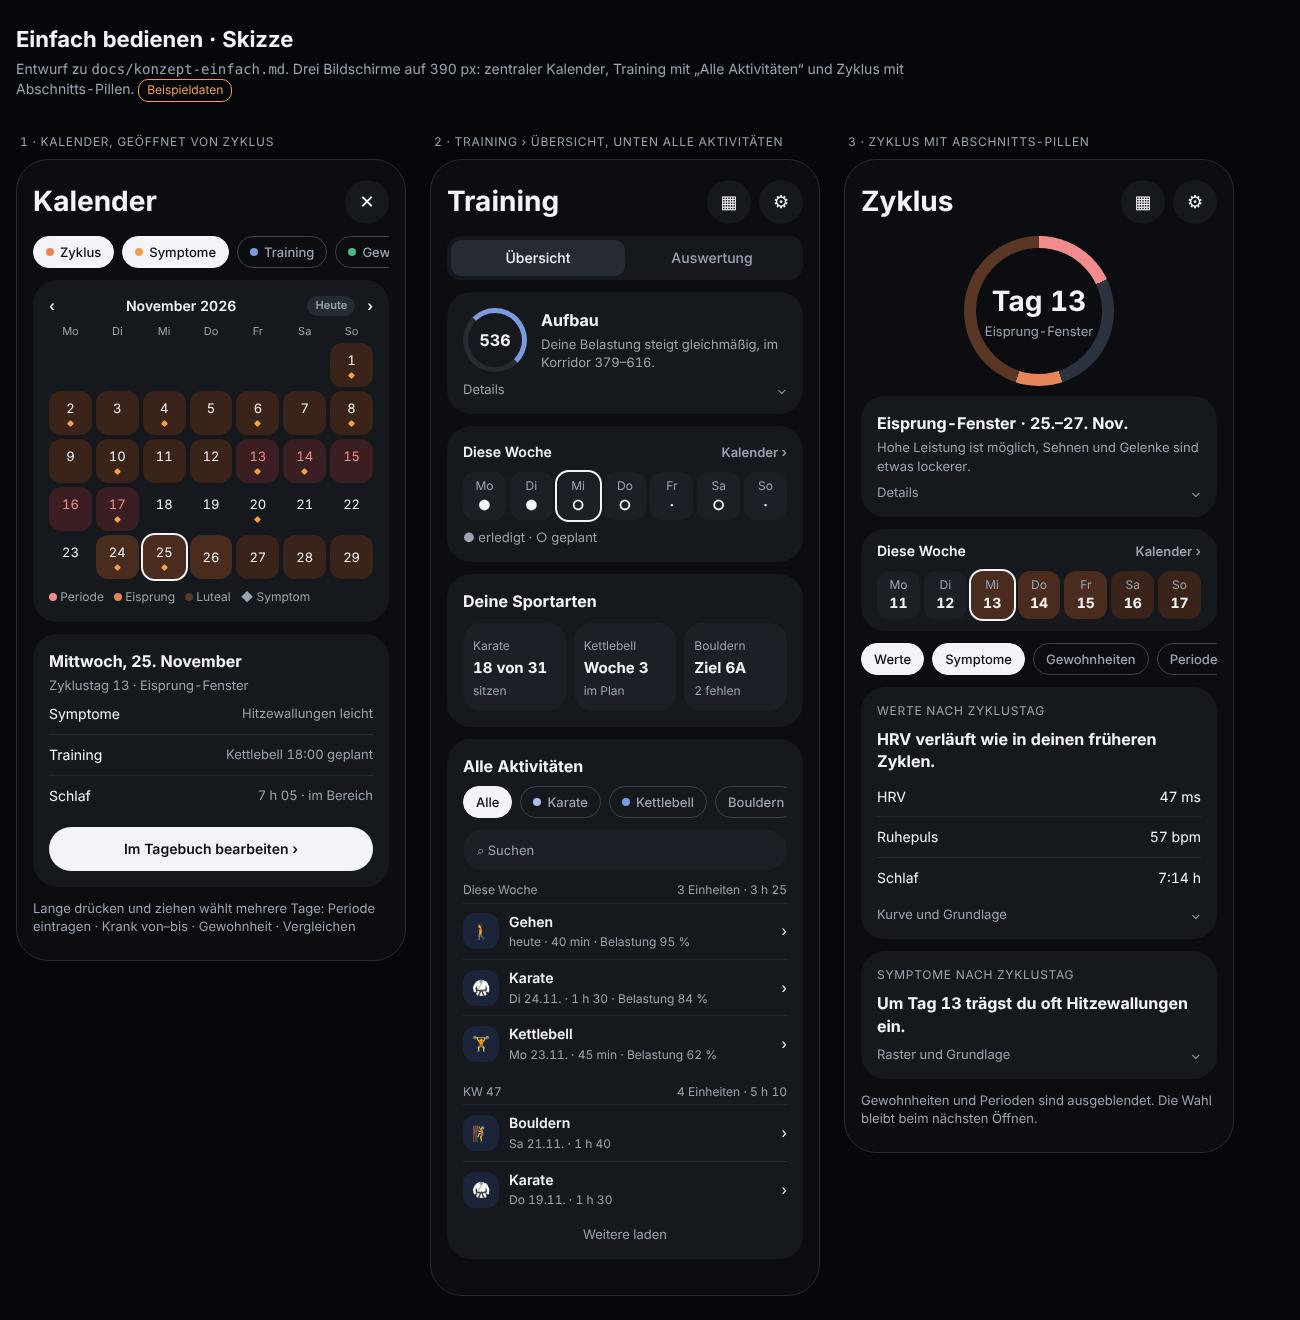 Einfach bedienen · Skizze
Entwurf zu docs/konzept-einfach.md. Drei Bildschirme auf 390 px: zentraler Kalender, Training mit „Alle Aktivitäten“ und Zyklus mit
Abschnitts-Pillen. Beispieldaten
1 · KALENDER, GEÖFFNET VON ZYKLUS
Kalender
✕
Zyklus Symptome Training Gew
‹ November 2026 Heute ›
Mo Di Mi Do Fr Sa So
1
2 3 4 5 6 7 8
9 10 11 12 13 14 15
16 17 18 19 20 21 22
23 24 25 26 27 28 29
Periode Eisprung Luteal Symptom
Mittwoch, 25. November
Zyklustag 13 · Eisprung-Fenster
Symptome Hitzewallungen leicht
Training Kettlebell 18:00 geplant
Schlaf 7 h 05 · im Bereich
Im Tagebuch bearbeiten ›
Lange drücken und ziehen wählt mehrere Tage: Periode
eintragen · Krank von–bis · Gewohnheit · Vergleichen
2 · TRAINING › ÜBERSICHT, UNTEN ALLE AKTIVITÄTEN
Training
Übersicht Auswertung
536
Aufbau
Deine Belastung steigt gleichmäßig, im
Korridor 379–616.
Details
Diese Woche Kalender ›
Mo Di Mi Do Fr Sa So
erledigt · geplant
Deine Sportarten
Karate Kettlebell Bouldern
18 von 31 Woche 3 Ziel 6A
sitzen im Plan 2 fehlen
Alle Aktivitäten
Alle Karate Kettlebell Bouldern
Suchen
Diese Woche 3 Einheiten · 3 h 25
Gehen
heute · 40 min · Belastung 95 %
›
Karate
Di 24.11. · 1 h 30 · Belastung 84 %
›
Kettlebell
Mo 23.11. · 45 min · Belastung 62 %
›
KW 47 4 Einheiten · 5 h 10
Bouldern
Sa 21.11. · 1 h 40
›
Karate
Do 19.11. · 1 h 30
›
Weitere laden
3 · ZYKLUS MIT ABSCHNITTS-PILLEN
Zyklus
Tag 13
Eisprung-Fenster
Eisprung-Fenster · 25.–27. Nov.
Hohe Leistung ist möglich, Sehnen und Gelenke sind
etwas lockerer.
Details
Diese Woche Kalender ›
Mo Di Mi Do Fr Sa So
11 12 13 14 15 16 17
Werte Symptome Gewohnheiten Periode
WERTE NACH ZYKLUSTAG
HRV verläuft wie in deinen früheren
Zyklen.
HRV 47 ms
Ruhepuls 57 bpm
Schlaf 7:14 h
Kurve und Grundlage
SYMPTOME NACH ZYKLUSTAG
Um Tag 13 trägst du oft Hitzewallungen
ein.
Raster und Grundlage
Gewohnheiten und Perioden sind ausgeblendet. Die Wahl
bleibt beim nächsten Öffnen.